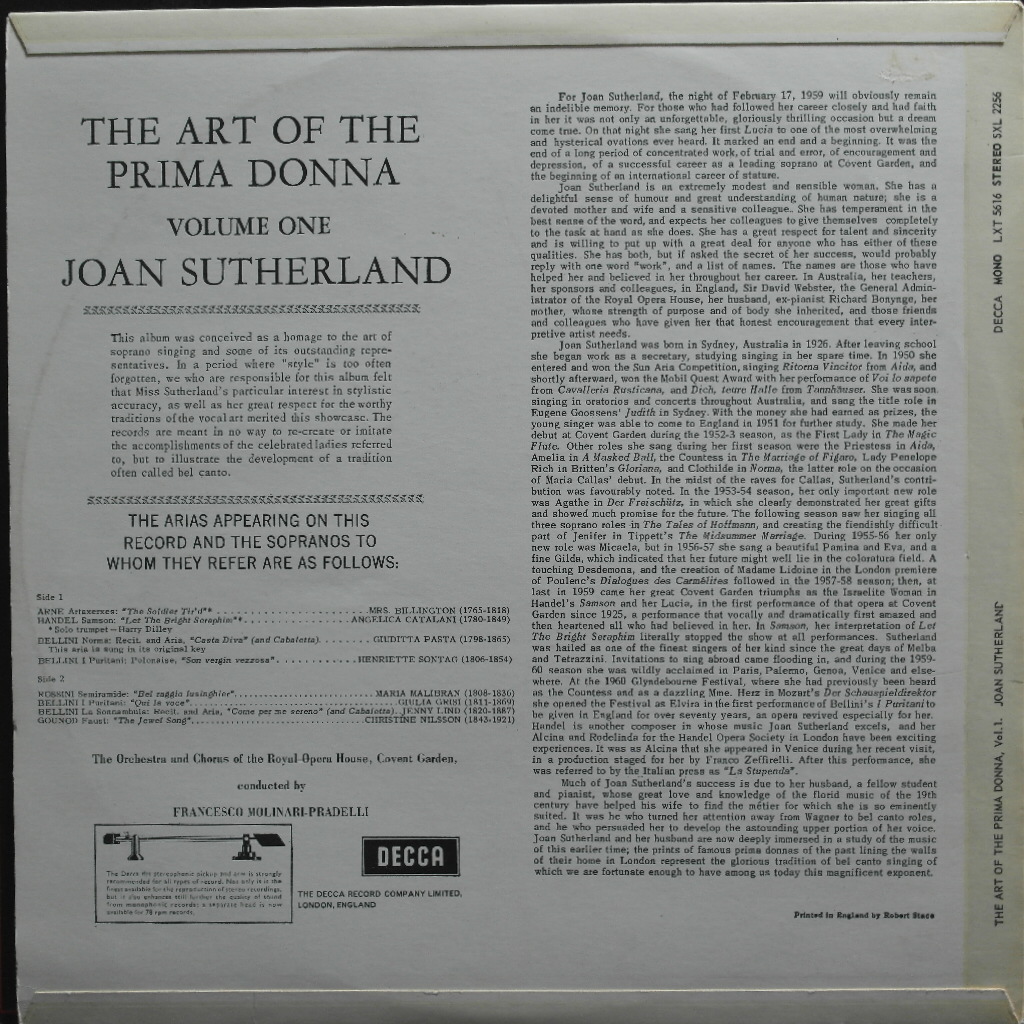 THE ART OF THE
PRIMA DONNA
VOLUME ONE
JOAN SUTHERLAND
This album was conceived as a homage to the art of
soprano singing and some of its outstanding repre-
sentatives. In a period where "style" is too often
forgotten, we who are responsible for this album felt
that Miss Sutherland's particular interest in stylistic
accuracy, as well as her great respect for the worthy
traditions of the vocal art merited this showcase. The
records are meant in no way to re-create or imitate
the accomplishments of the celebrated ladies referred
to, but to illustrate the development of a tradition
often called bel canto.
THE ARIAS APPEARING ON THIS
RECORD AND THE SOPRANOS TO
WHOM THEY REFER ARE AS FOLLOWS:
Side 1
ARNE Artaxerxes: "The Soldier Tir'd"* . . . . . . . . . . . . . . . . . . . . . MRS. BILLINGTON (1765-1818)
HANDEL Samson: "Let The Bright Seraphim"* . . . . . . . . . . . . . . . ANGELICA CATALANI (1780-1849)
* Solo trumpet — Harry Dilley
BELLINI Norma: Recit. and Aria, "Casta Diva" (and Cabaletta). . . . . . . . GIUDITTA PASTA (1798-1865)
This aria is sung in its original key
BELLINI I Puritani: Polonaise, "Son vergin vezzosa" . . . . . . . . . . . HENRIETTE SONTAG (1806-1854)
Side 2
ROSSINI Semiramide: "Bel raggio lusinghier" . . . . . . . . . . . . . . . . . . MARIA MALIBRAN (1808-1836)
BELLINI I Puritani: "Qui la voce" . . . . . . . . . . . . . . . . . . . . . . . . . . GIULIA GRISI (1811-1869)
BELLINI La Sonnambula: Recit. and Aria, "Come per me sereno" (and Cabaletta)..JENNY LIND (1820-1887)
GOUNOD Faust: "The Jewel Song" . . . . . . . . . . . . . . . . . . . . . . . . CHRISTINE NILSSON (1843-1921)
The Orchestra and Chorus of the Royal Opera House, Covent Garden,
conducted by
FRANCESCO MOLINARI-PRADELLI
The Decca ffss stereophonic pickup and arm is strongly
recommended for all types of record. Not only is it the
finest available for the reproduction of stereo recordings,
but it also enhances still further the quality of sound
from monophonic records; a separate head is now
available for 78 rpm records.
DECCA
THE DECCA RECORD COMPANY LIMITED,
LONDON, ENGLAND
For Joan Sutherland, the night of February 17, 1959 will obviously remain
an indelible memory. For those who had followed her career closely and had faith
in her it was not only an unforgettable, gloriously thrilling occasion but a dream
come true. On that night she sang her first Lucia to one of the most overwhelming
and hysterical ovations ever heard. It marked an end and a beginning. It was the
end of a long period of concentrated work, of trial and error, of encouragement and
depression, of a successful career as a leading soprano at Covent Garden, and
the beginning of an international career of stature.
Joan Sutherland is an extremely modest and sensible woman. She has a
delightful sense of humour and great understanding of human nature; she is a
devoted mother and wife and a sensitive colleague. She has temperament in the
best sense of the word, and expects her colleagues to give themselves completely
to the task at hand as she does. She has a great respect for talent and sincerity
and is willing to put up with a great deal for anyone who has either of these
qualities. She has both, but if asked the secret of her success, would probably
reply with one word "work", and a list of names. The names are those who have
helped her and believed in her throughout her career. In Australia, her teachers,
her sponsors and colleagues, in England, Sir David Webster, the General Admin-
istrator of the Royal Opera House, her husband, ex-pianist Richard Bonynge, her
mother, whose strength of purpose and of body she inherited, and those friends
and colleagues who have given her that honest encouragement that every inter-
pretive artist needs.
Joan Sutherland was born in Sydney, Australia in 1926. After leaving school
she began work as a secretary, studying singing in her spare time. In 1950 she
entered and won the Sun Aria Competition, singing Ritorna Vincitor from Aida, and
shortly afterward, won the Mobil Quest Award with her performance of Voi lo sapete
from Cavalleria Rusticana, and Dich, teure Halle from Tannhäuser. She was soon
singing in oratorios and concerts throughout Australia, and sang the title role in
Eugene Goossens' Judith in Sydney. With the money she had earned as prizes, the
young singer was able to come to England in 1951 for further study. She made her
debut at Covent Garden during the 1952-3 season, as the First Lady in The Magic
Flute. Other roles she sang during her first season were the Priestess in Aida,
Amelia in A Masked Ball, the Countess in The Marriage of Figaro, Lady Penelope
Rich in Britten's Gloriana, and Clothilde in Norma, the latter role on the occasion
of Maria Callas' debut. In the midst of the raves for Callas, Sutherland's contri-
bution was favourably noted. In the 1953-54 season, her only important new role
was Agathe in Der Freischütz, in which she clearly demonstrated her great gifts
and showed much promise for the future. The following season saw her singing all
three soprano roles in The Tales of Hoffmann, and creating the fiendishly difficult
part of Jenifer in Tippett's The Midsummer Marriage. During 1955-56 her only
new role was Micaela, but in 1956-57 she sang a beautiful Pamina and Eva, and a
fine Gilda, which indicated that her future might well lie in the coloratura field. A
touching Desdemona, and the creation of Madame Lidoine in the London premiere
of Poulenc's Dialogues des Carmélites followed in the 1957-58 season; then, at
last in 1959 came her great Covent Garden triumphs as the Israelite Woman in
Handel's Samson and her Lucia, in the first performance of that opera at Covent
Garden since 1925, a performance that vocally and dramatically first amazed and
then heartened all who had believed in her. In Samson, her interpretation of Let
The Bright Seraphim literally stopped the show at all performances. Sutherland
was hailed as one of the finest singers of her kind since the great days of Melba
and Tetrazzini. Invitations to sing abroad came flooding in, and during the 1959-
60 season she was wildly acclaimed in Paris, Palermo, Genoa, Venice and else-
where. At the 1960 Glyndebourne Festival, where she had previously been heard
as the Countess and as a dazzling Mme. Herz in Mozart's Der Schauspieldirektor
she opened the Festival as Elvira in the first performance of Bellini's I Puritani to
be given in England for over seventy years, an opera revived especially for her.
Handel is another composer in whose music Joan Sutherland excels, and her
Alcina and Rodelinda for the Handel Opera Society in London have been exciting
experiences. It was as Alcina that she appeared in Venice during her recent visit,
in a production staged for her by Franco Zeffirelli. After this performance, she
was referred to by the Italian press as "La Stupenda".
Much of Joan Sutherland's success is due to her husband, a fellow student
and pianist, whose great love and knowledge of the florid music of the 19th
century have helped his wife to find the métier for which she is so eminently
suited. It was he who turned her attention away from Wagner to bel canto roles,
and he who persuaded her to develop the astounding upper portion of her voice.
Joan Sutherland and her husband are now deeply immersed in a study of the music
of this earlier time; the prints of famous prima donnas of the past lining the walls
of their home in London represent the glorious tradition of bel canto singing of
which we are fortunate enough to have among us today this magnificent exponent.
Printed in England by Robert Stace
THE ART OF THE PRIMA DONNA, Vol.1. JOAN SUTHERLAND DECCA MONO LXT 5616 STEREO SXL 2256